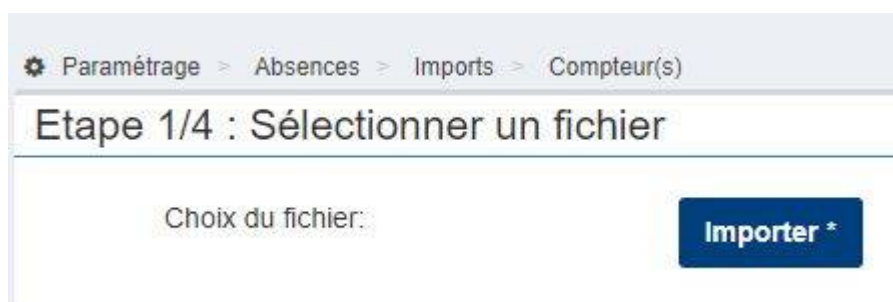 Paramétrage > Absences > Imports > Compteur(s)
Etape 1/4 : Sélectionner un fichier
Choix du fichier:
Importer *